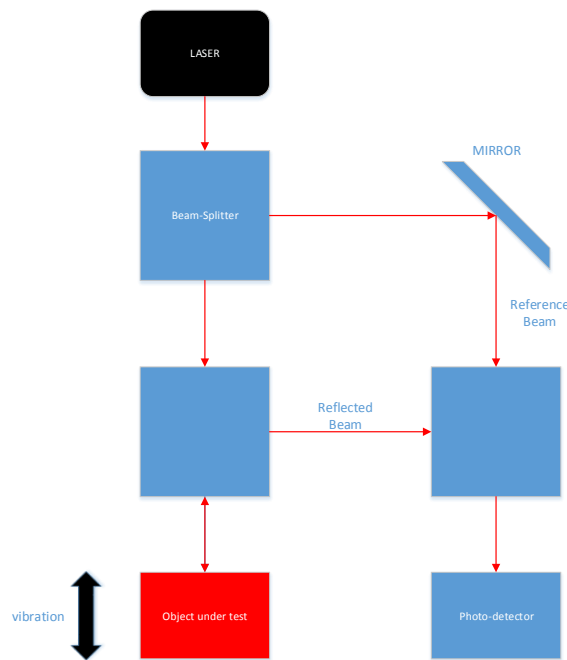 LASER
MIRROR
Beam-Splitter
Reference
Beam
Reflected
Beam
vibration
Object under test
Photo-detector